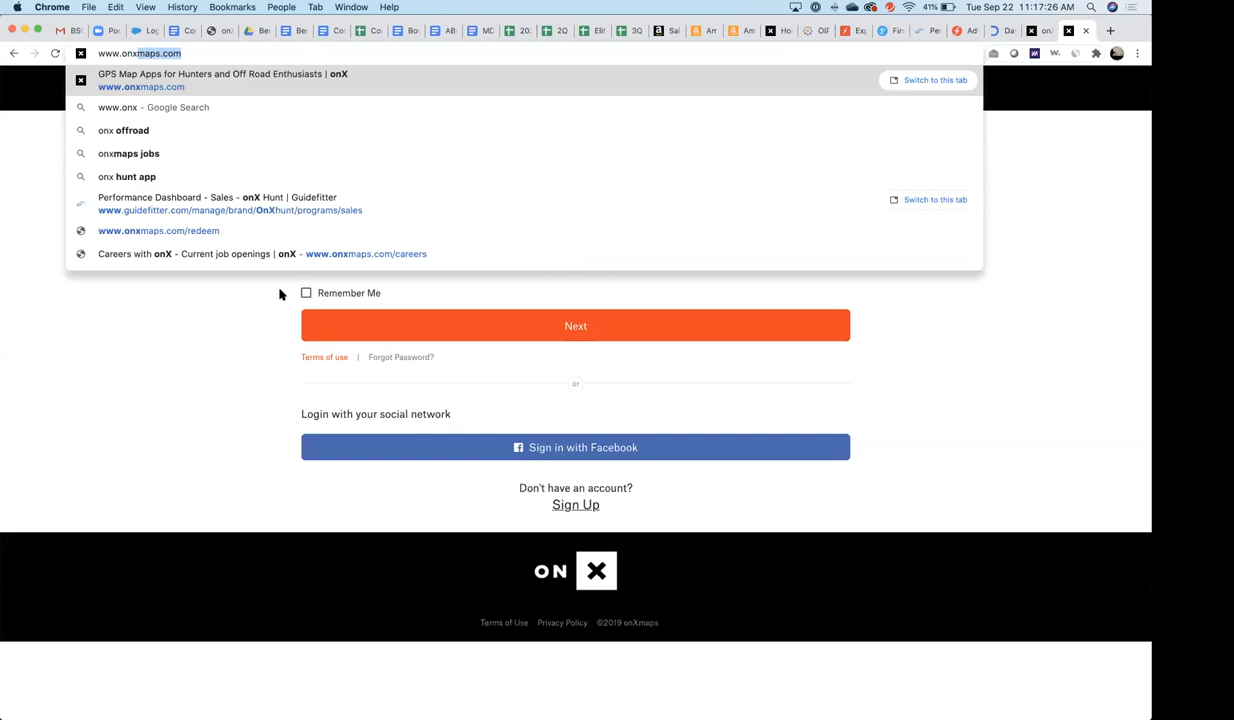 Chrome File Edit View History Bookmarks People Tab Window Help 41% Tue Sep 22 11:17:26 AM
www.onxmaps.com
GPS Map Apps for Hunters and Off Road Enthusiasts | onX
www.onxmaps.com
Switch to this tab
www.onx - Google Search
onx offroad
onxmaps jobs
onx hunt app
Performance Dashboard - Sales - onX Hunt | Guidefitter
www.guidefitter.com/manage/brand/OnXhunt/programs/sales
Switch to this tab
www.onxmaps.com/redeem
Careers with onX - Current job openings | onX - www.onxmaps.com/careers
Remember Me
Next
Terms of use | Forgot Password?
or
Login with your social network
Sign in with Facebook
Don't have an account?
Sign Up
ON X
Terms of Use Privacy Policy ©2019 onXmaps